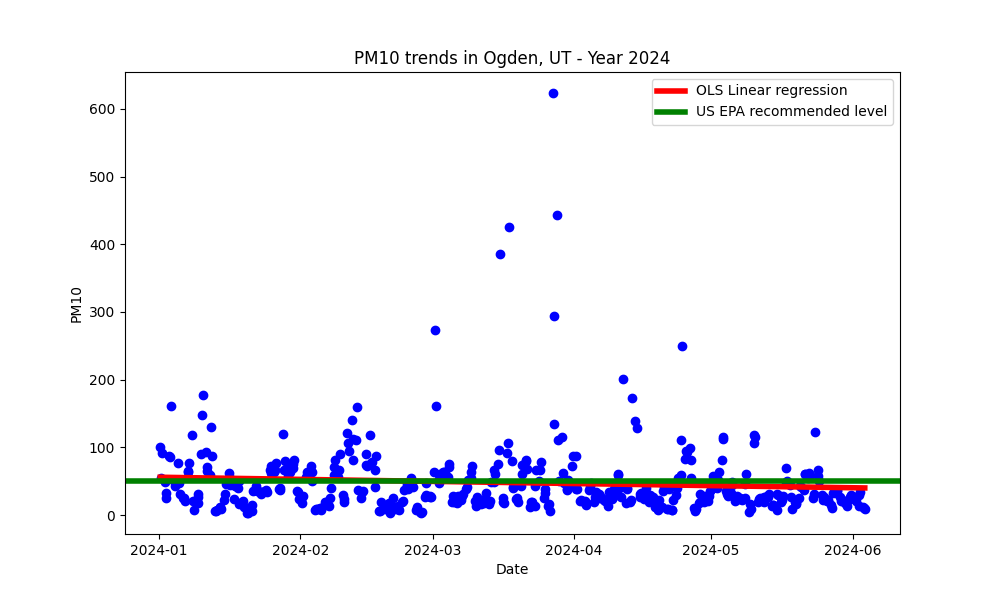 PM10 trends in Ogden, UT - Year 2024
OLS Linear regression
US EPA recommended level
600
500
400
300
200
100
0
PM10
2024-01
2024-02
2024-03
2024-04
2024-05
2024-06
Date